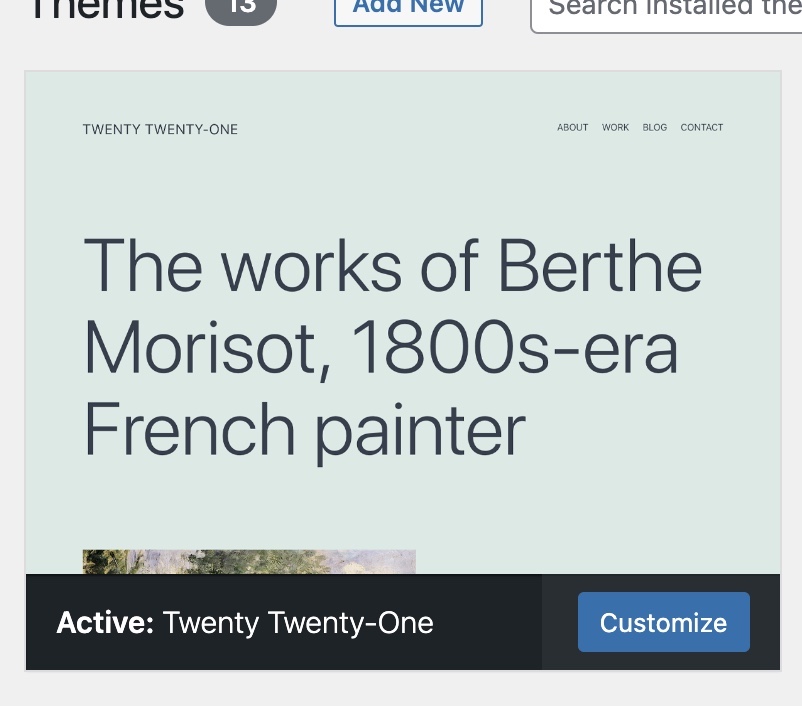 Themes 13 Add New Search installed the
TWENTY TWENTY-ONE ABOUT WORK BLOG CONTACT
The works of Berthe
Morisot, 1800s-era
French painter
Active: Twenty Twenty-One Customize